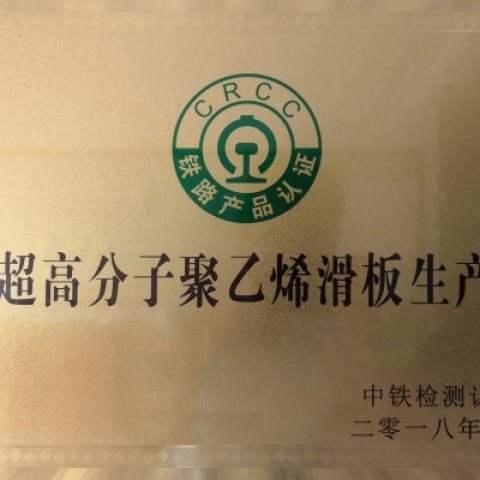 CRCC
铁路产品认证
超高分子聚乙烯滑板生产
中铁检测认
二零一八年